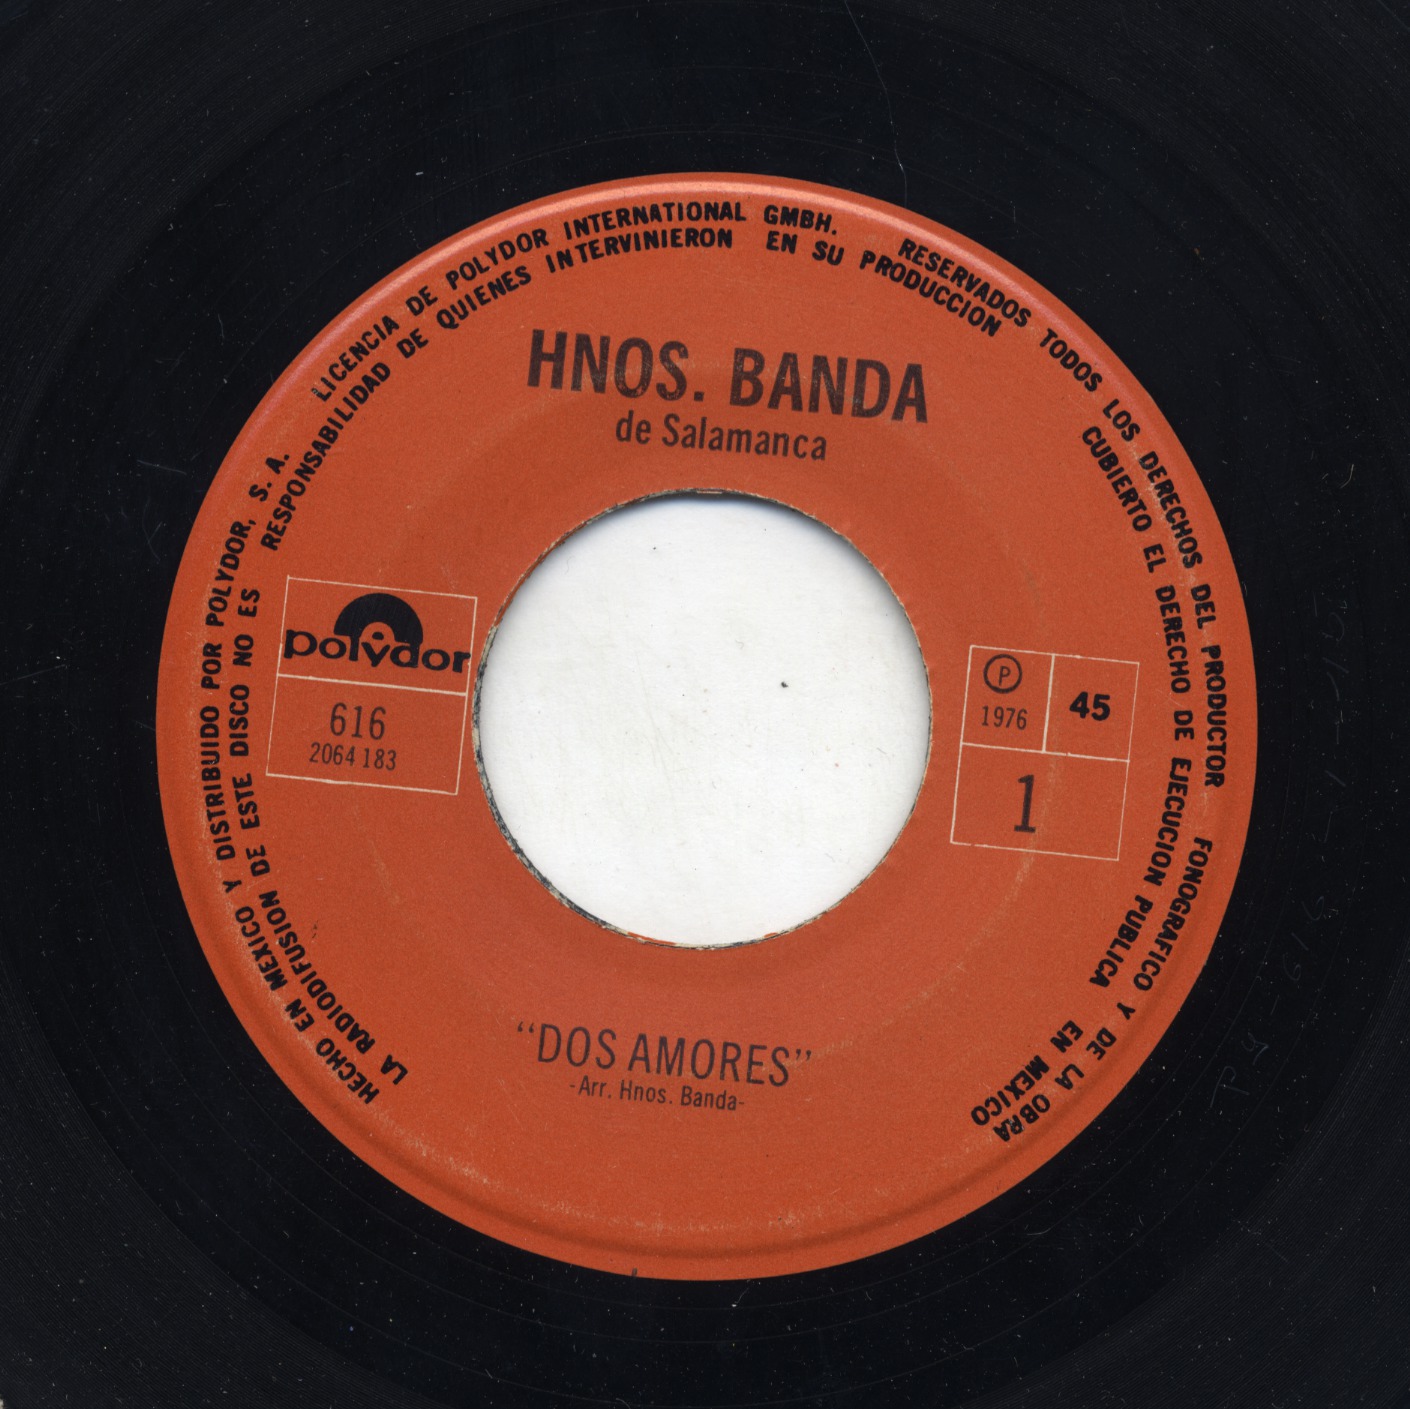 HECHO EN MEXICO Y DISTRIBUIDO POR POLYDOR, S. A. LICENCIA DE POLYDOR INTERNATIONAL GMBH. RESERVADOS TODOS LOS DERECHOS DEL PRODUCTOR FONOGRAFICO Y DE LA OBRA
LA RADIODIFUSION DE ESTE DISCO NO ES RESPONSABILIDAD DE QUIENES INTERVINIERON EN SU PRODUCCION CUBIERTO EL DERECHO DE EJECUCION PUBLICA EN MEXICO
HNOS. BANDA
de Salamanca
polydor
616
2064 183
Ⓟ
1976
45
1
“DOS AMORES”
-Arr. Hnos. Banda-